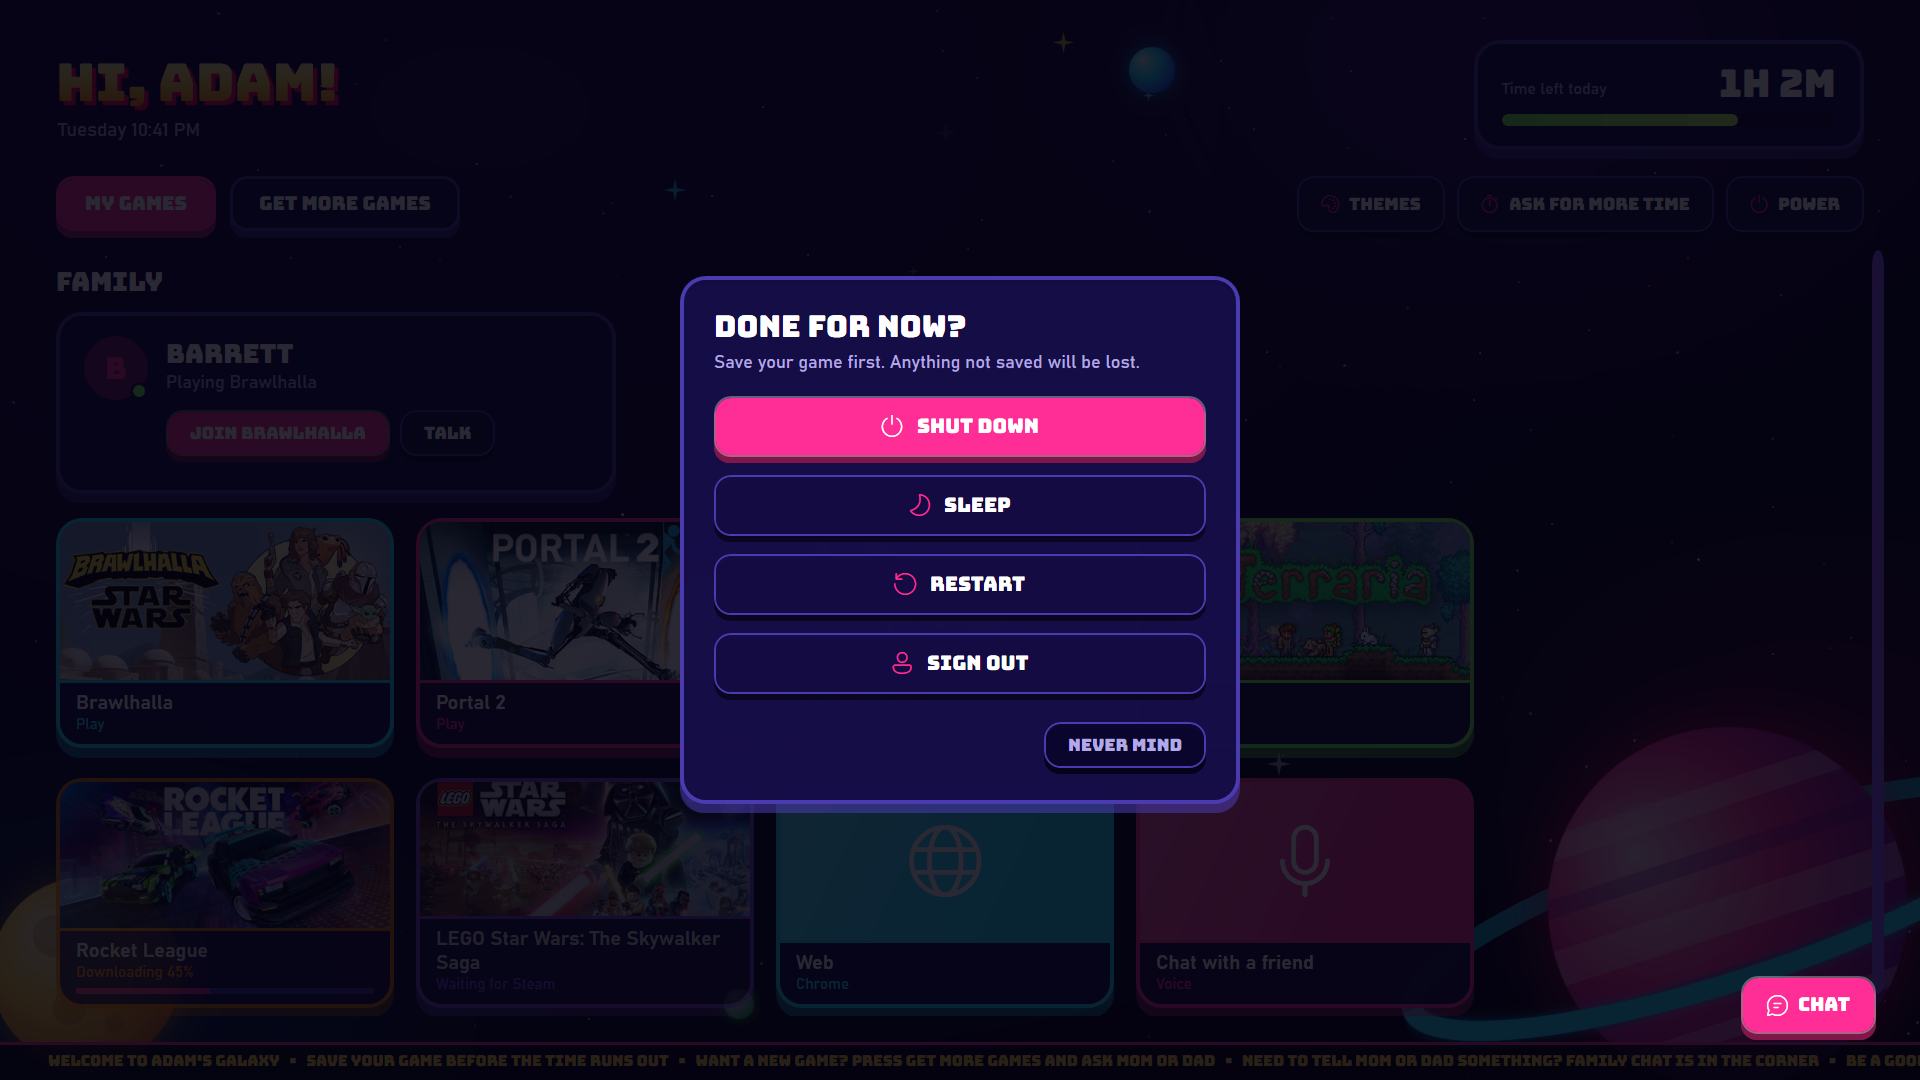 HI, ADAM!
Tuesday 10:41 PM
Time left today
1H 2M
MY GAMES
GET MORE GAMES
THEMES
ASK FOR MORE TIME
POWER
FAMILY
B
BARRETT
Playing Brawlhalla
JOIN BRAWLHALLA
TALK
DONE FOR NOW?
Save your game first. Anything not saved will be lost.
SHUT DOWN
SLEEP
RESTART
SIGN OUT
NEVER MIND
BRAWLHALLA
STAR
WARS
Brawlhalla
Play
PORTAL 2
Portal 2
Play
Terraria
ROCKET
LEAGUE
Rocket League
Downloading 45%
LEGO
STAR
WARS
THE SKYWALKER SAGA
LEGO Star Wars: The Skywalker
Saga
Waiting for Steam
Web
Chrome
Chat with a friend
Voice
CHAT
WELCOME TO ADAM'S GALAXY ▪ SAVE YOUR GAME BEFORE THE TIME RUNS OUT ▪ WANT A NEW GAME? PRESS GET MORE GAMES AND ASK MOM OR DAD ▪ NEED TO TELL MOM OR DAD SOMETHING? FAMILY CHAT IS IN THE CORNER ▪ BE A